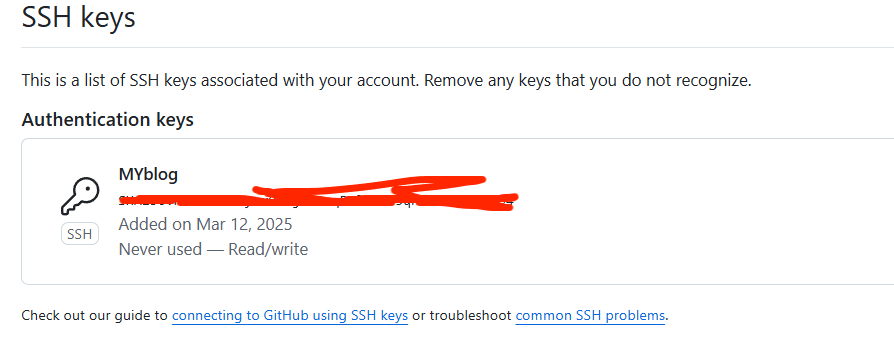 SSH keys
This is a list of SSH keys associated with your account. Remove any keys that you do not recognize.
Authentication keys
MYblog
Added on Mar 12, 2025
SSH
Never used — Read/write
Check out our guide to connecting to GitHub using SSH keys or troubleshoot common SSH problems.